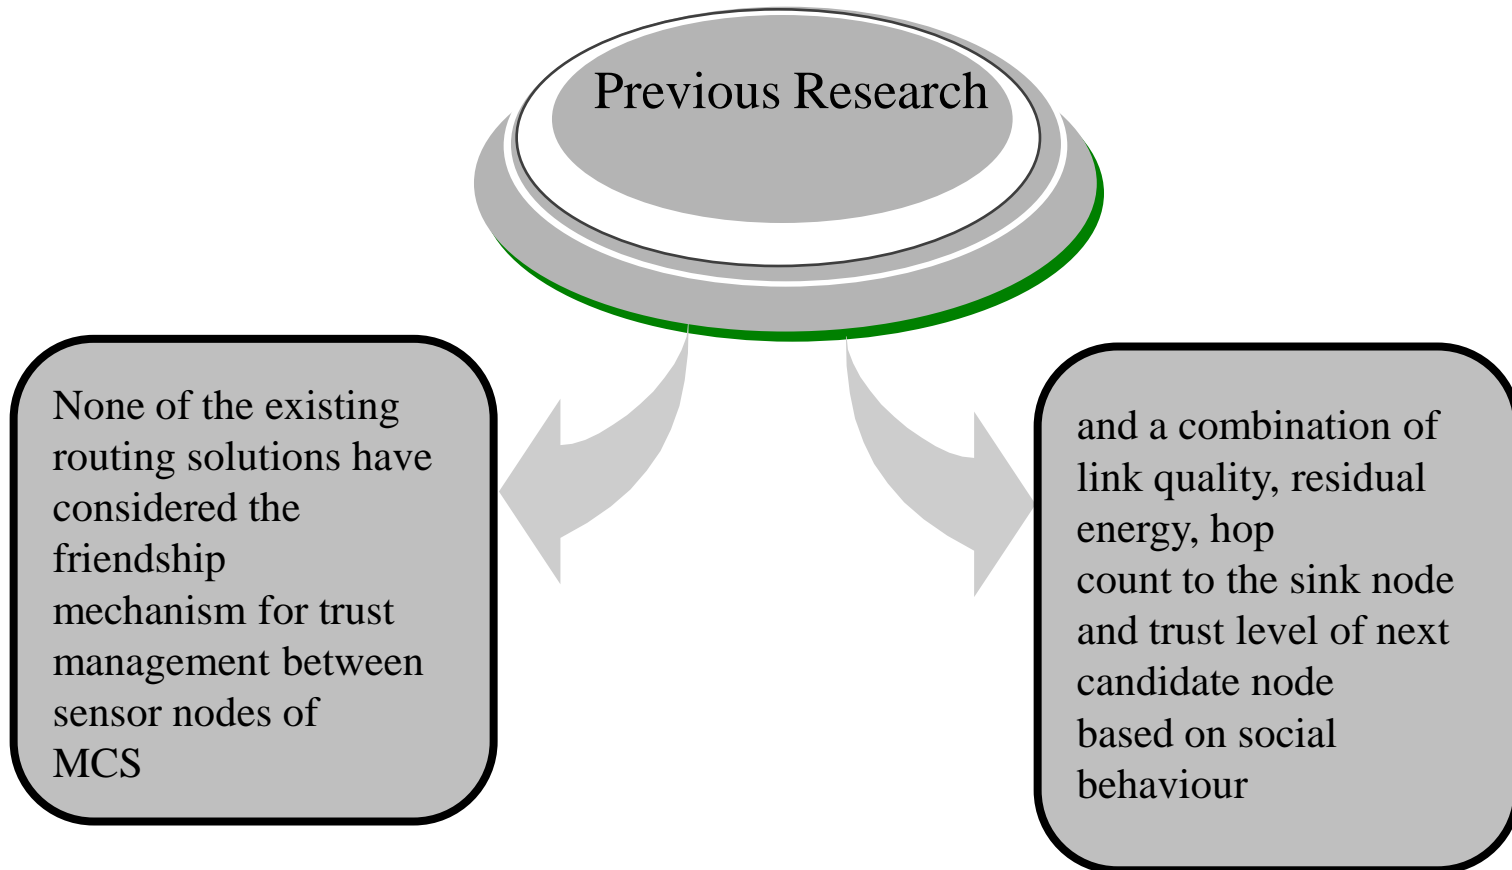 Previous Research
None of the existing
routing solutions have
considered the
friendship
mechanism for trust
management between
sensor nodes of
MCS
and a combination of
link quality, residual
energy, hop
count to the sink node
and trust level of next
candidate node
based on social
behaviour